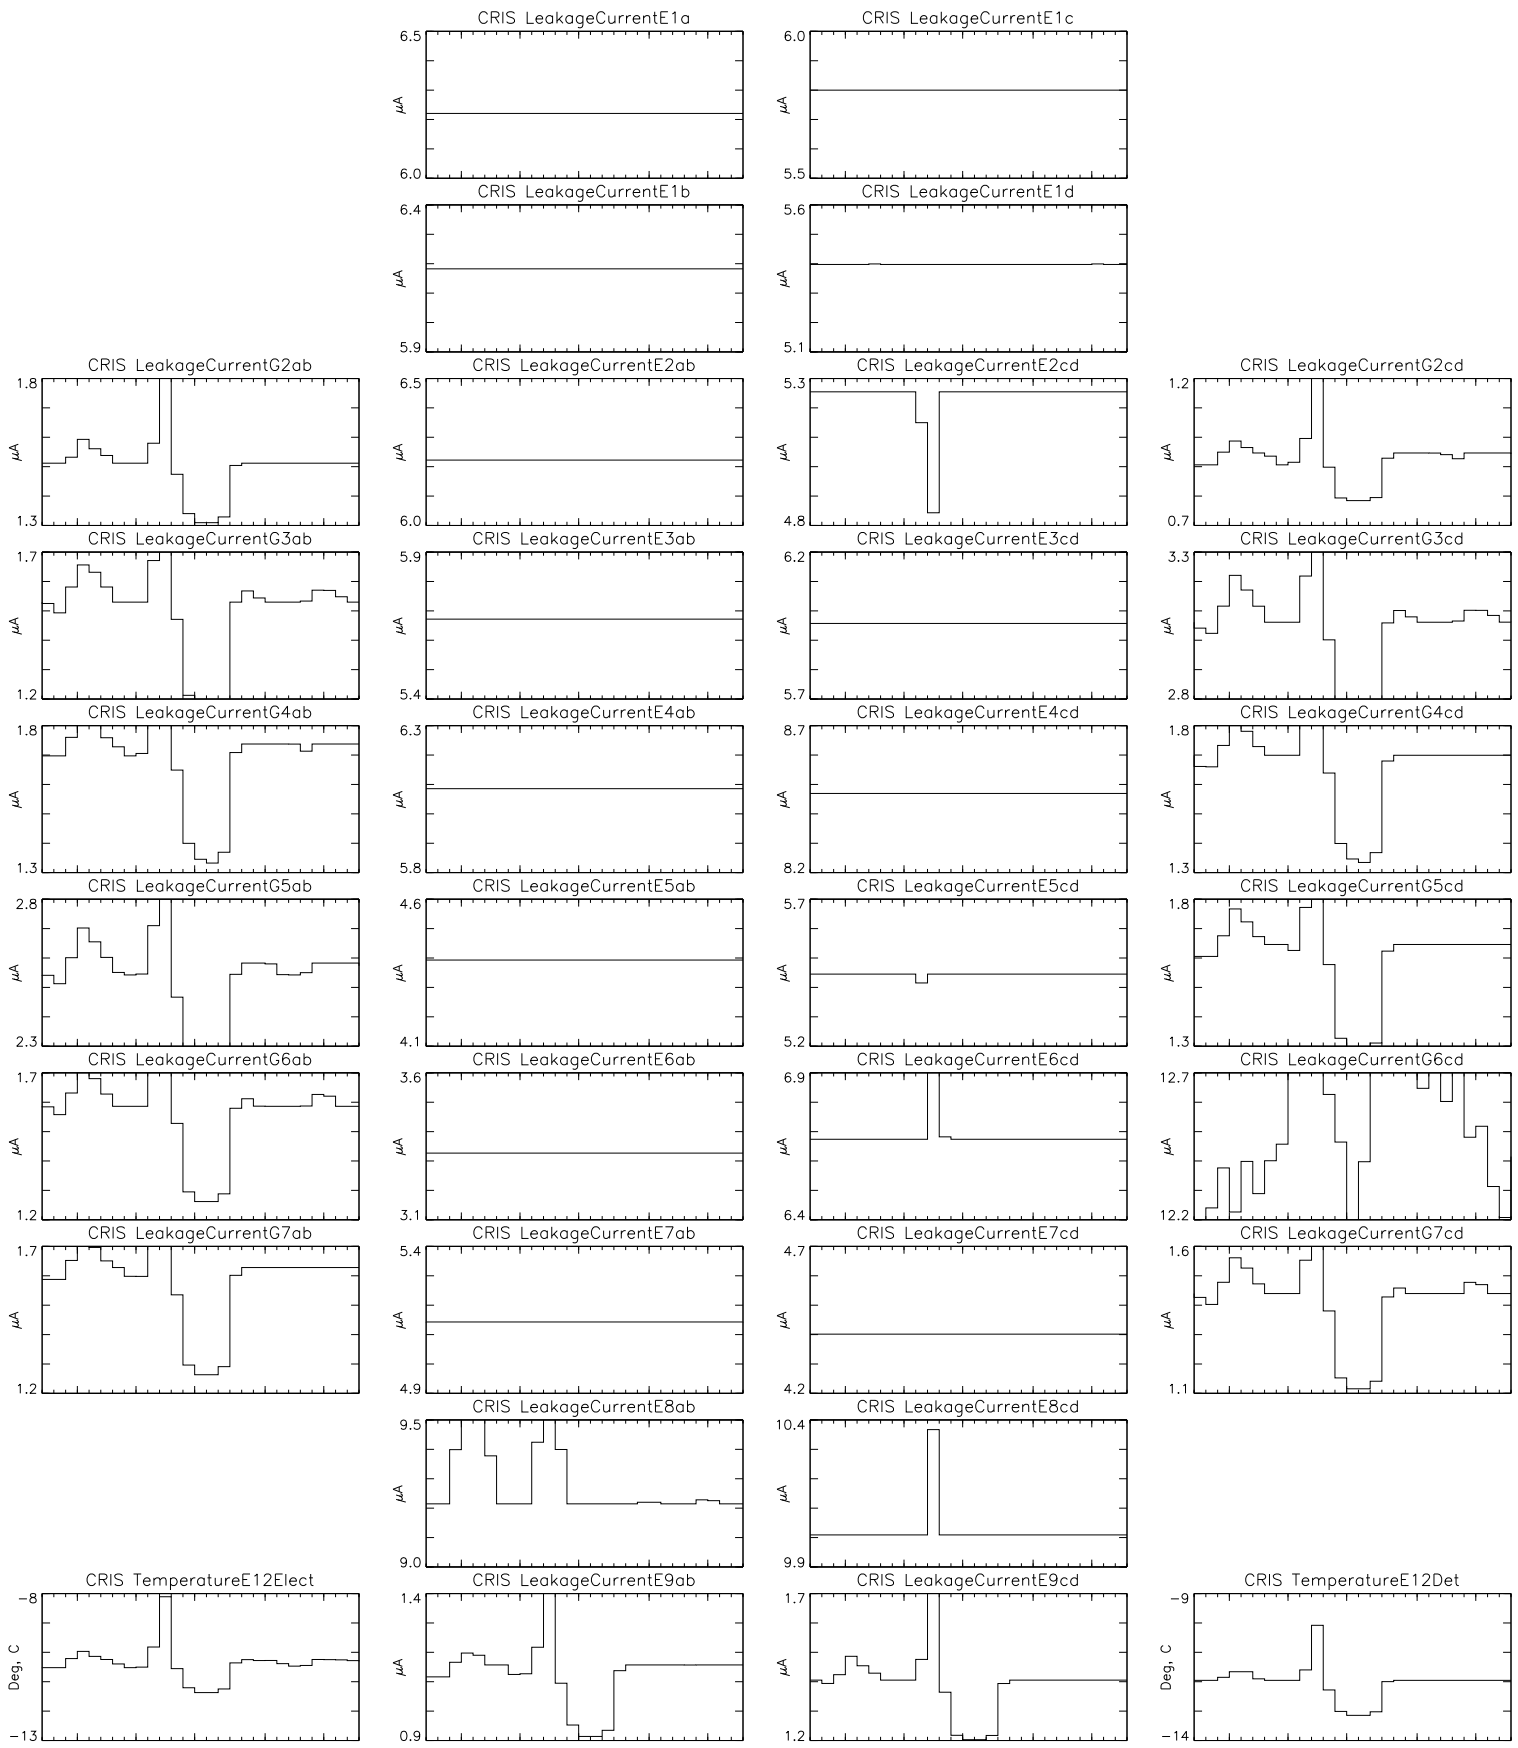 CRIS LeakageCurrentE1a
6.5
μA
6.0
CRIS LeakageCurrentE1c
6.0
μA
5.5
CRIS LeakageCurrentE1b
6.4
μA
5.9
CRIS LeakageCurrentE1d
5.6
μA
5.1
CRIS LeakageCurrentG2ab
1.8
μA
1.3
CRIS LeakageCurrentE2ab
6.5
μA
6.0
CRIS LeakageCurrentE2cd
5.3
μA
4.8
CRIS LeakageCurrentG2cd
1.2
μA
0.7
CRIS LeakageCurrentG3ab
1.7
μA
1.2
CRIS LeakageCurrentE3ab
5.9
μA
5.4
CRIS LeakageCurrentE3cd
6.2
μA
5.7
CRIS LeakageCurrentG3cd
3.3
μA
2.8
CRIS LeakageCurrentG4ab
1.8
μA
1.3
CRIS LeakageCurrentE4ab
6.3
μA
5.8
CRIS LeakageCurrentE4cd
8.7
μA
8.2
CRIS LeakageCurrentG4cd
1.8
μA
1.3
CRIS LeakageCurrentG5ab
2.8
μA
2.3
CRIS LeakageCurrentE5ab
4.6
μA
4.1
CRIS LeakageCurrentE5cd
5.7
μA
5.2
CRIS LeakageCurrentG5cd
1.8
μA
1.3
CRIS LeakageCurrentG6ab
1.7
μA
1.2
CRIS LeakageCurrentE6ab
3.6
μA
3.1
CRIS LeakageCurrentE6cd
6.9
μA
6.4
CRIS LeakageCurrentG6cd
12.7
μA
12.2
CRIS LeakageCurrentG7ab
1.7
μA
1.2
CRIS LeakageCurrentE7ab
5.4
μA
4.9
CRIS LeakageCurrentE7cd
4.7
μA
4.2
CRIS LeakageCurrentG7cd
1.6
μA
1.1
CRIS LeakageCurrentE8ab
9.5
μA
9.0
CRIS LeakageCurrentE8cd
10.4
μA
9.9
CRIS TemperatureE12Elect
-8
Deg, C
-13
CRIS LeakageCurrentE9ab
1.4
μA
0.9
CRIS LeakageCurrentE9cd
1.7
μA
1.2
CRIS TemperatureE12Det
-9
Deg, C
-14